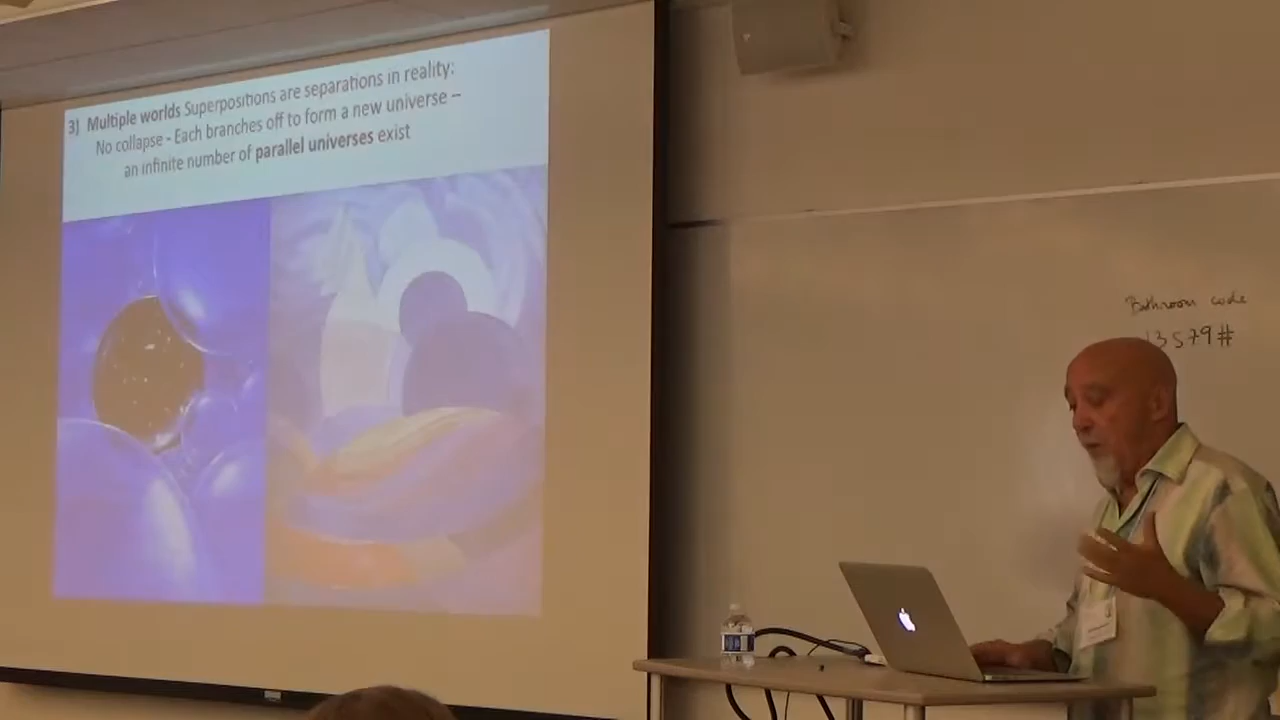 3) Multiple worlds Superpositions are separations in reality:
No collapse - Each branches off to form a new universe –
an infinite number of parallel universes exist
Bathroom code
13579#